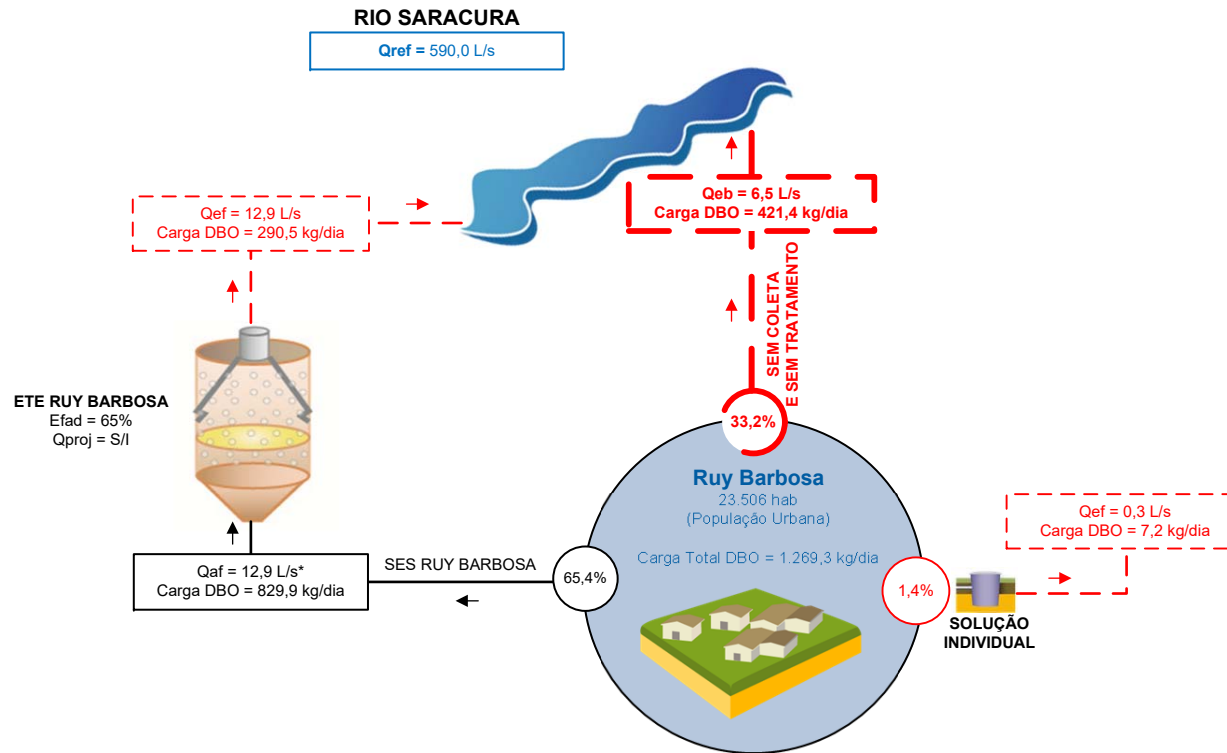 RIO SARACURA
Qref = 590,0 L/s
Qeb = 6,5 L/s
Carga DBO = 421,4 kg/dia
Qef = 12,9 L/s
Carga DBO = 290,5 kg/dia
SEM COLETA
E SEM TRATAMENTO
ETE RUY BARBOSA
Efad = 65%
Qproj = S/I
33,2%
Ruy Barbosa
23.506 hab
(População Urbana)
Carga Total DBO = 1.269,3 kg/dia
Qef = 0,3 L/s
Carga DBO = 7,2 kg/dia
Qaf = 12,9 L/s*
Carga DBO = 829,9 kg/dia
SES RUY BARBOSA
65,4%
1,4%
SOLUÇÃO
INDIVIDUAL